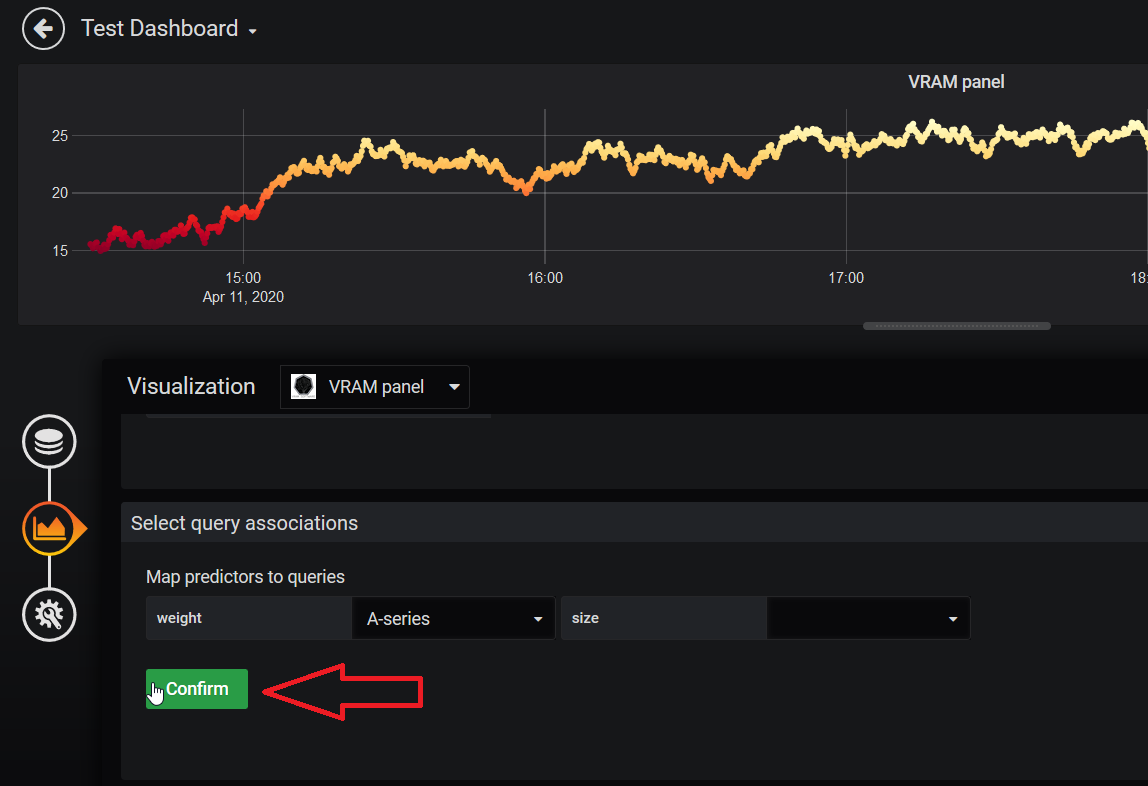 Test Dashboard
VRAM panel
25
20
15
15:00
Apr 11, 2020
16:00
17:00
18:
Visualization
VRAM panel
Select query associations
Map predictors to queries
weight A-series size
Confirm